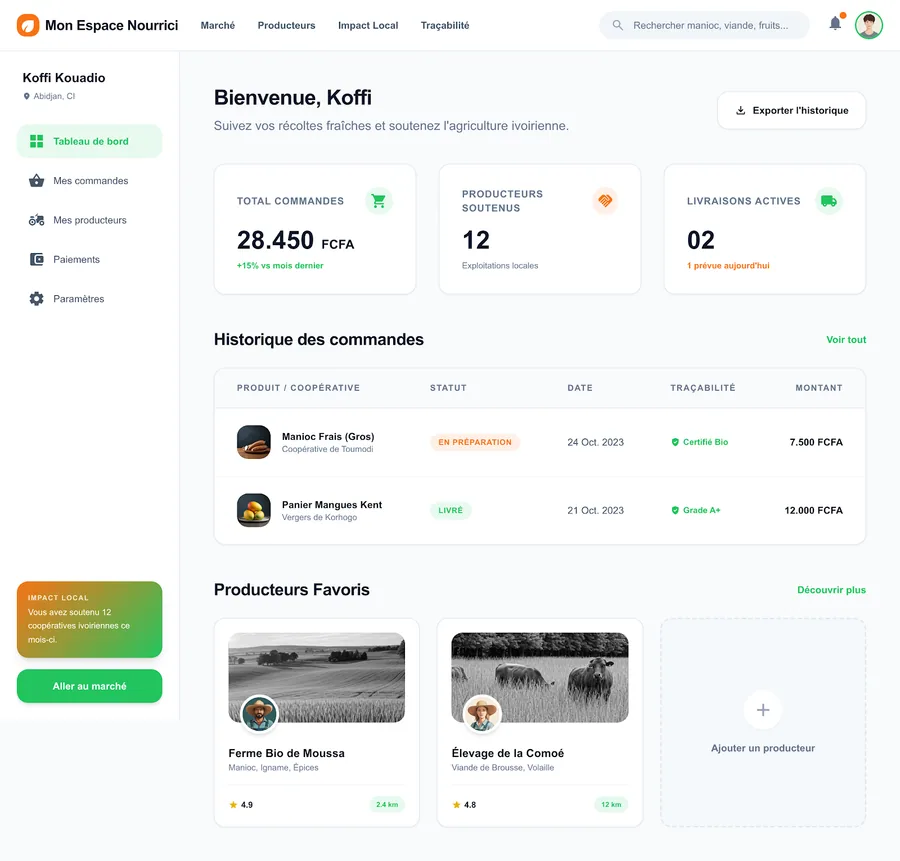 Mon Espace Nourrici
Marché
Producteurs
Impact Local
Traçabilité
Rechercher manioc, viande, fruits...
Koffi Kouadio
Abidjan, CI
Tableau de bord
Mes commandes
Mes producteurs
Paiements
Paramètres
IMPACT LOCAL
Vous avez soutenu 12
coopératives ivoiriennes ce
mois-ci.
Aller au marché
Bienvenue, Koffi
Suivez vos récoltes fraîches et soutenez l'agriculture ivoirienne.
Exporter l'historique
TOTAL COMMANDES
28.450 FCFA
+15% vs mois dernier
PRODUCTEURS
SOUTENUS
12
Exploitations locales
LIVRAISONS ACTIVES
02
1 prévue aujourd'hui
Historique des commandes
Voir tout
PRODUIT / COOPÉRATIVE STATUT DATE TRAÇABILITÉ MONTANT
Manioc Frais (Gros)
Coopérative de Toumodi
EN PRÉPARATION
24 Oct. 2023
Certifié Bio
7.500 FCFA
Panier Mangues Kent
Vergers de Korhogo
LIVRÉ
21 Oct. 2023
Grade A+
12.000 FCFA
Producteurs Favoris
Découvrir plus
Ferme Bio de Moussa
Manioc, Igname, Épices
4.9
2.4 km
Élevage de la Comoé
Viande de Brousse, Volaille
4.8
12 km
Ajouter un producteur